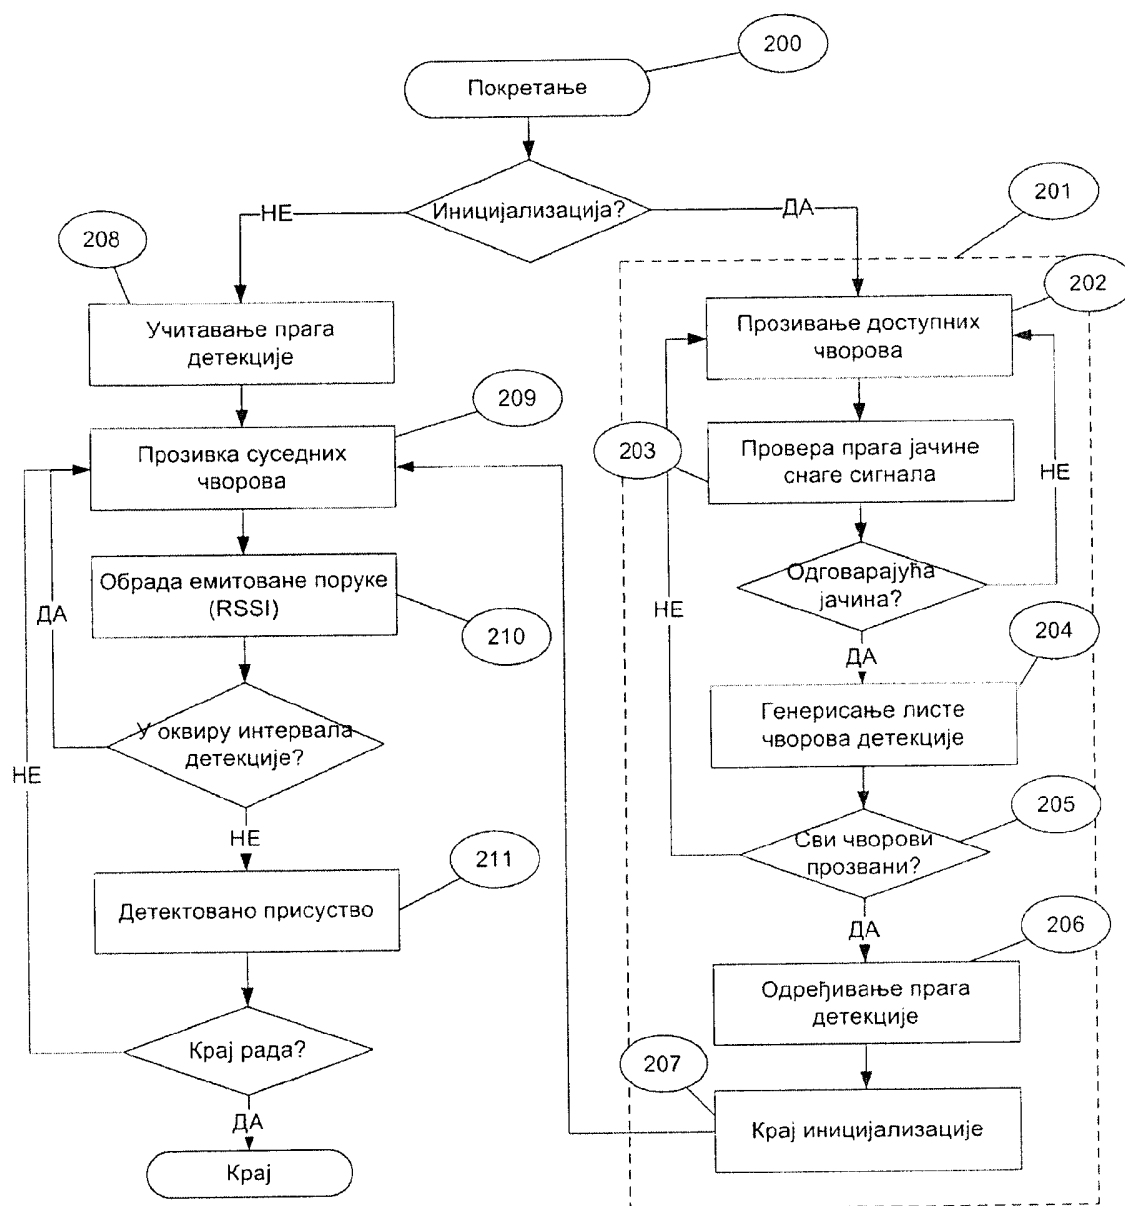 200
Покретање
Иницијализација?
НЕ
ДА
201
208
202
Учитавање прага
детекције
Прозивање доступних
чворова
209
203
Прозивка суседних
чворова
Провера прага јачине
снаге сигнала
НЕ
Обрада емитоване поруке
(RSSI)
Одговарајућа
јачина?
ДА
НЕ
210
204
ДА
У оквиру интервала
детекције?
Генерисање листе
чворова детекције
НЕ
205
НЕ
Сви чворови
прозвани?
211
Детектовано присуство
ДА
206
Одређивање прага
детекције
Крај рада?
207
ДА
Крај иницијализације
Крај